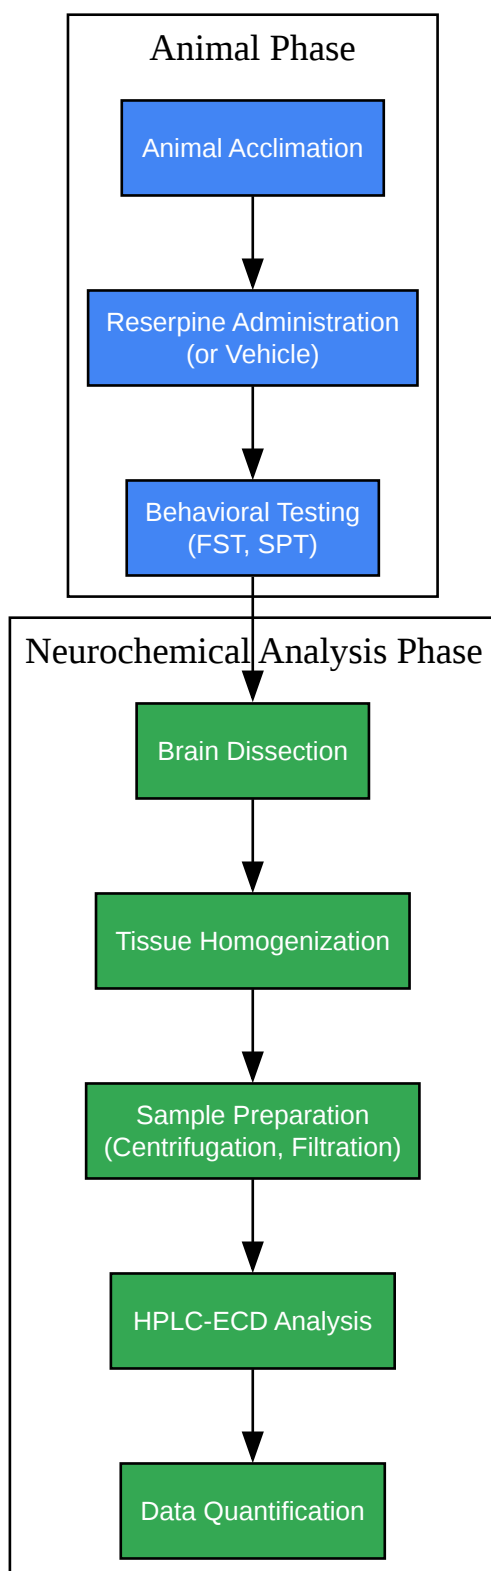 Animal Phase
Animal Acclimation
Reserpine Administration
(or Vehicle)
Behavioral Testing
(FST, SPT)
Neurochemical Analysis Phase
Brain Dissection
Tissue Homogenization
Sample Preparation
(Centrifugation, Filtration)
HPLC-ECD Analysis
Data Quantification